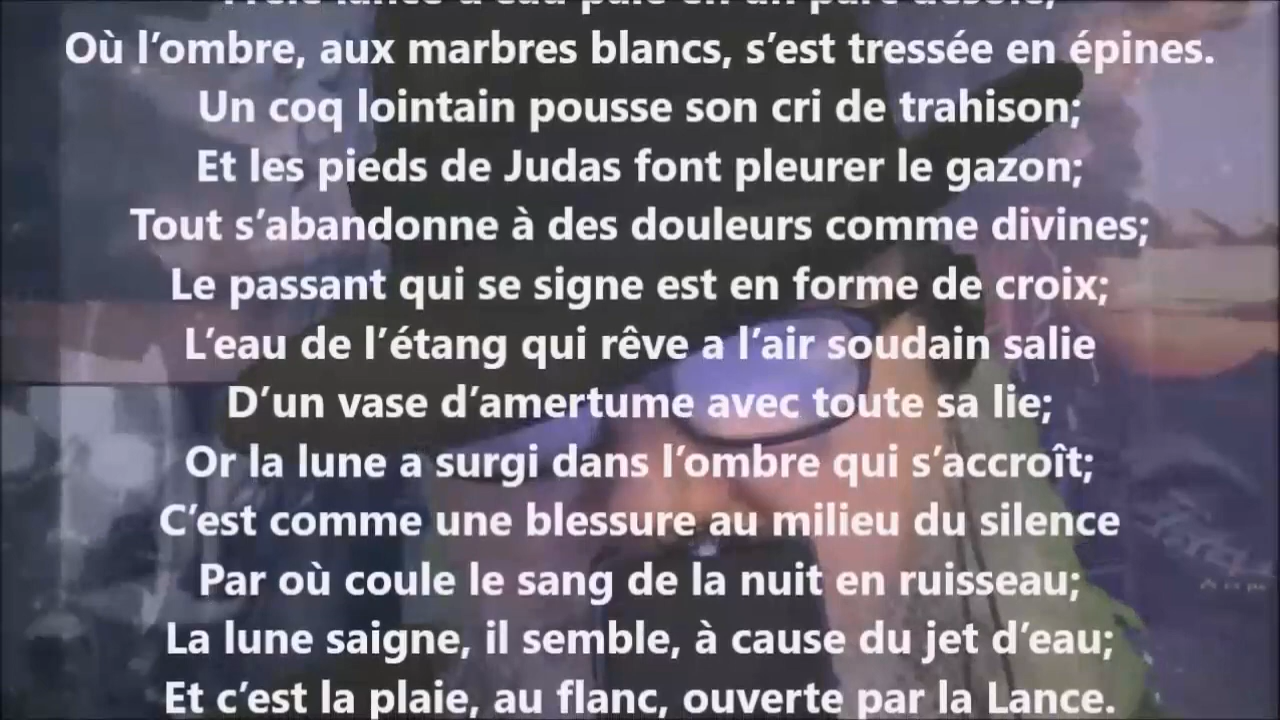 Où l’ombre, aux marbres blancs, s’est tressée en épines.
Un coq lointain pousse son cri de trahison;
Et les pieds de Judas font pleurer le gazon;
Tout s’abandonne à des douleurs comme divines;
Le passant qui se signe est en forme de croix;
L’eau de l’étang qui rêve a l’air soudain salie
D’un vase d’amertume avec toute sa lie;
Or la lune a surgi dans l’ombre qui s’accroît;
C’est comme une blessure au milieu du silence
Par où coule le sang de la nuit en ruisseau;
La lune saigne, il semble, à cause du jet d’eau;
Et c’est la plaie, au flanc, ouverte par la Lance.